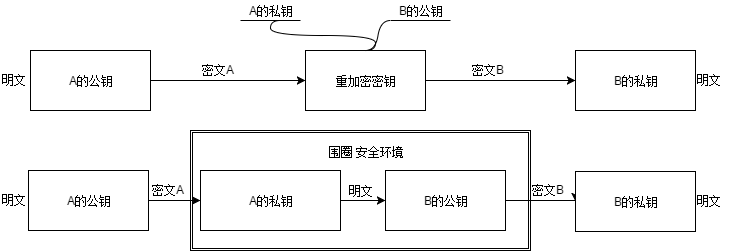 A的私钥 B的公钥
明文 A的公钥 密文A 重加密密钥 密文B B的私钥 明文
围圈 安全环境
明文 A的公钥 密文A A的私钥 明文 B的公钥 密文B B的私钥 明文